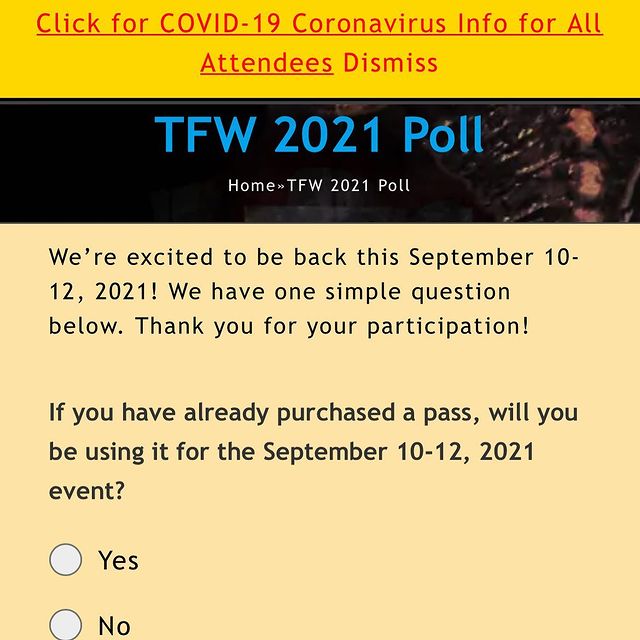 Click for COVID-19 Coronavirus Info for All
Attendees Dismiss
TFW 2021 Poll
Home»TFW 2021 Poll
We’re excited to be back this September 10-
12, 2021! We have one simple question
below. Thank you for your participation!
If you have already purchased a pass, will you
be using it for the September 10-12, 2021
event?
Yes
No